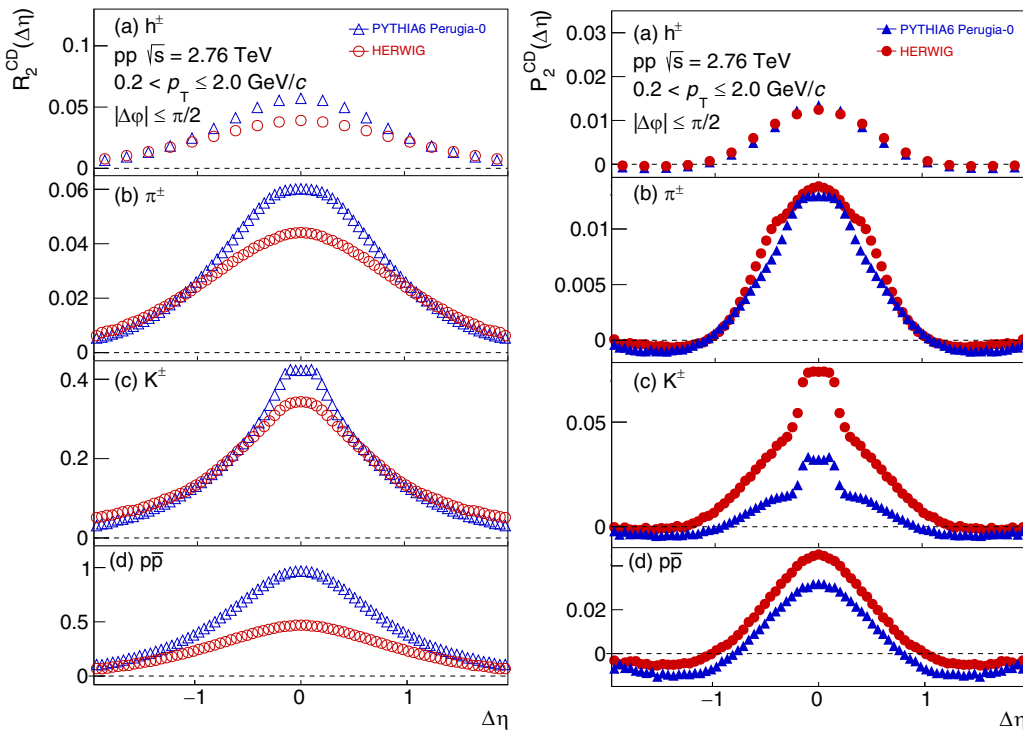 R₂^CD(Δη)
0.1
0.05
0
(a) h±
pp √s = 2.76 TeV
0.2 < p_T ≤ 2.0 GeV/c
|Δφ| ≤ π/2
PYTHIA6 Perugia-0
HERWIG
0.06
0.04
0.02
0
(b) π±
0.4
0.2
0
(c) K±
1
0.5
0
(d) pp̅
−1
0
1
Δη
P₂^CD(Δη)
0.03
0.02
0.01
0
(a) h±
pp √s = 2.76 TeV
0.2 < p_T ≤ 2.0 GeV/c
|Δφ| ≤ π/2
PYTHIA6 Perugia-0
HERWIG
0.01
0.005
0
(b) π±
0.05
0
(c) K±
0.02
0
(d) pp̅
−1
0
1
Δη